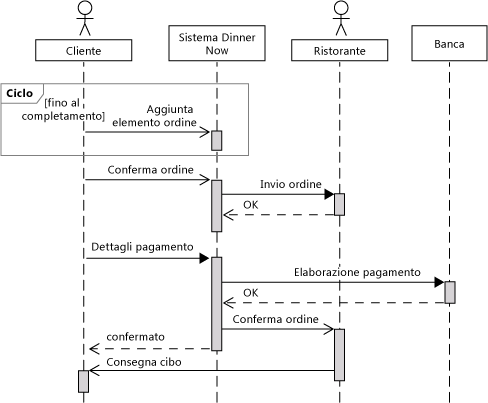 Cliente
Sistema Dinner
Now
Ristorante
Banca
Ciclo
[fino al
completamento]
Aggiunta
elemento ordine
Conferma ordine
Invio ordine
OK
Dettagli pagamento
Elaborazione pagamento
OK
Conferma ordine
confermato
Consegna cibo